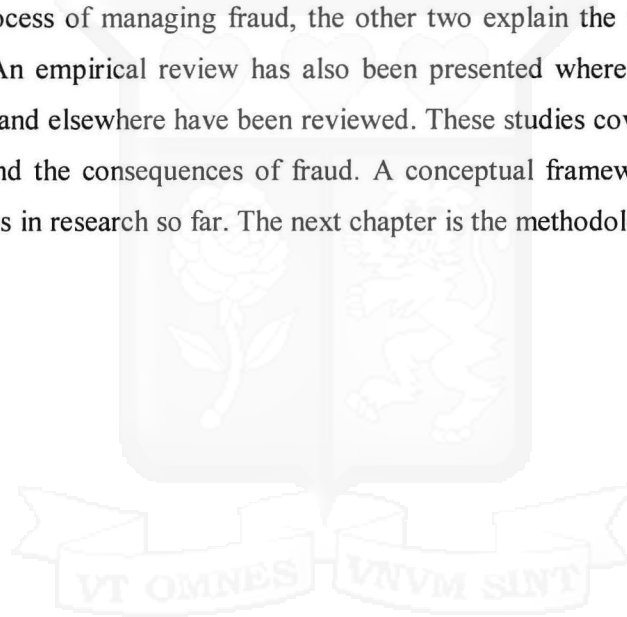 ocess of managing fraud, the other two explain the
An empirical review has also been presented where
and elsewhere have been reviewed. These studies cov
nd the consequences of fraud. A conceptual framew
s in research so far. The next chapter is the methodol
VT OMNES VNVM SINT